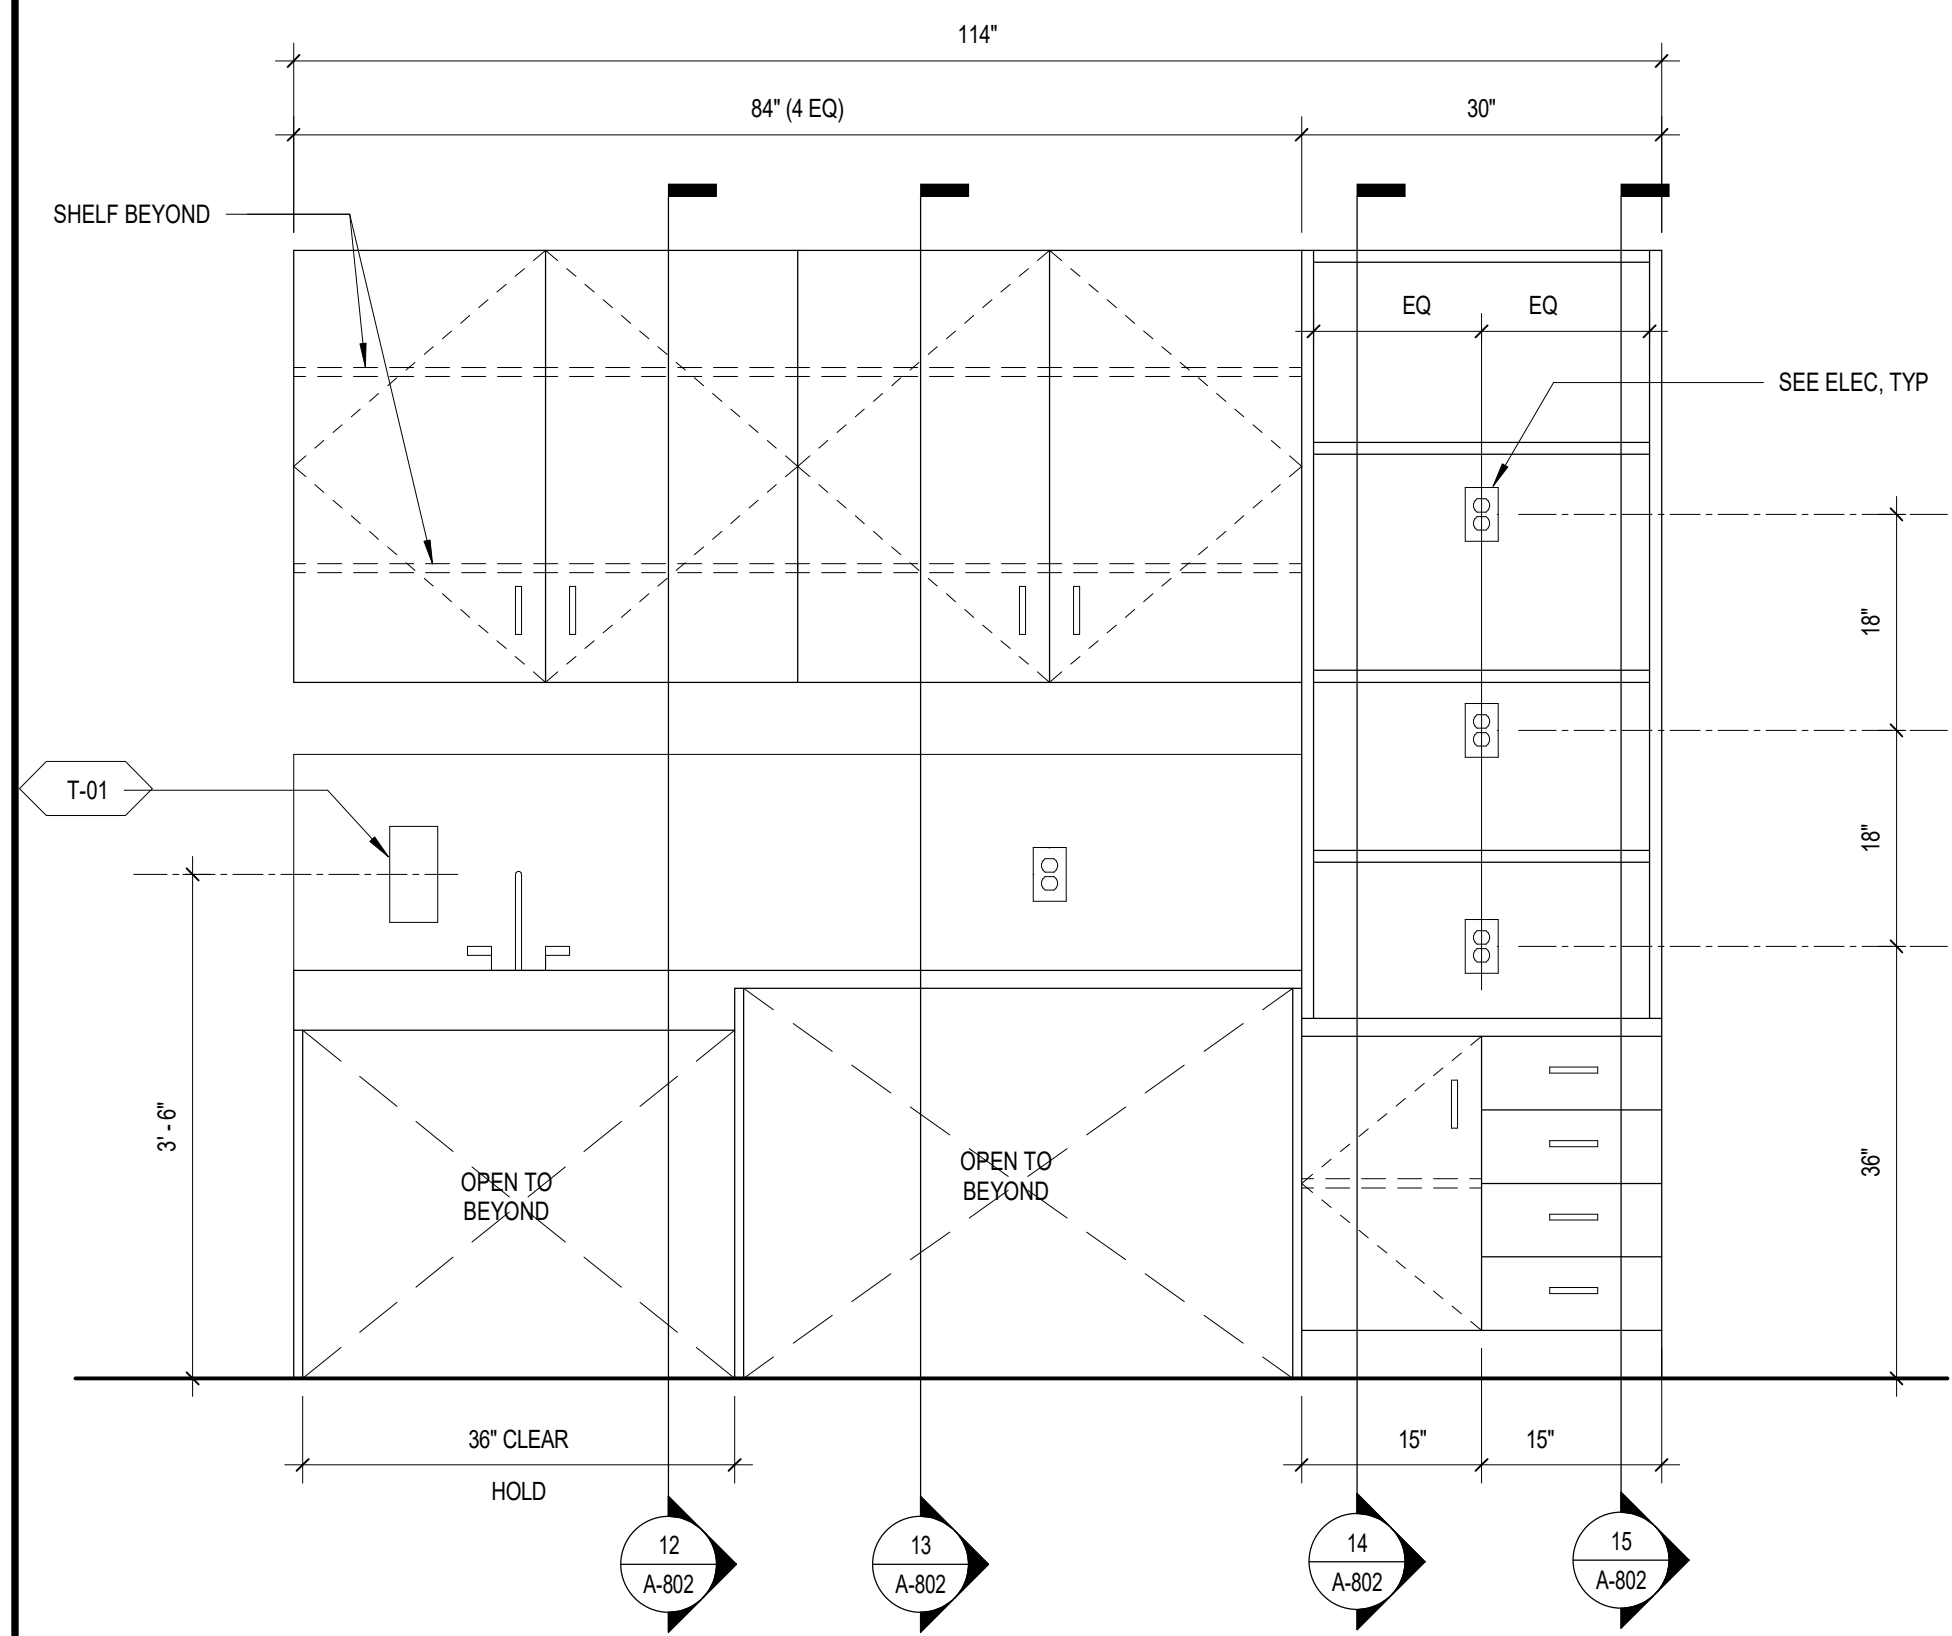 114"
84" (4 EQ)
30"
SHELF BEYOND
EQ
EQ
SEE ELEC, TYP
18"
T-01
18"
3' - 6"
OPEN TO
BEYOND
OPEN TO
BEYOND
36"
36" CLEAR
HOLD
15"
15"
12
A-802
13
A-802
14
A-802
15
A-802